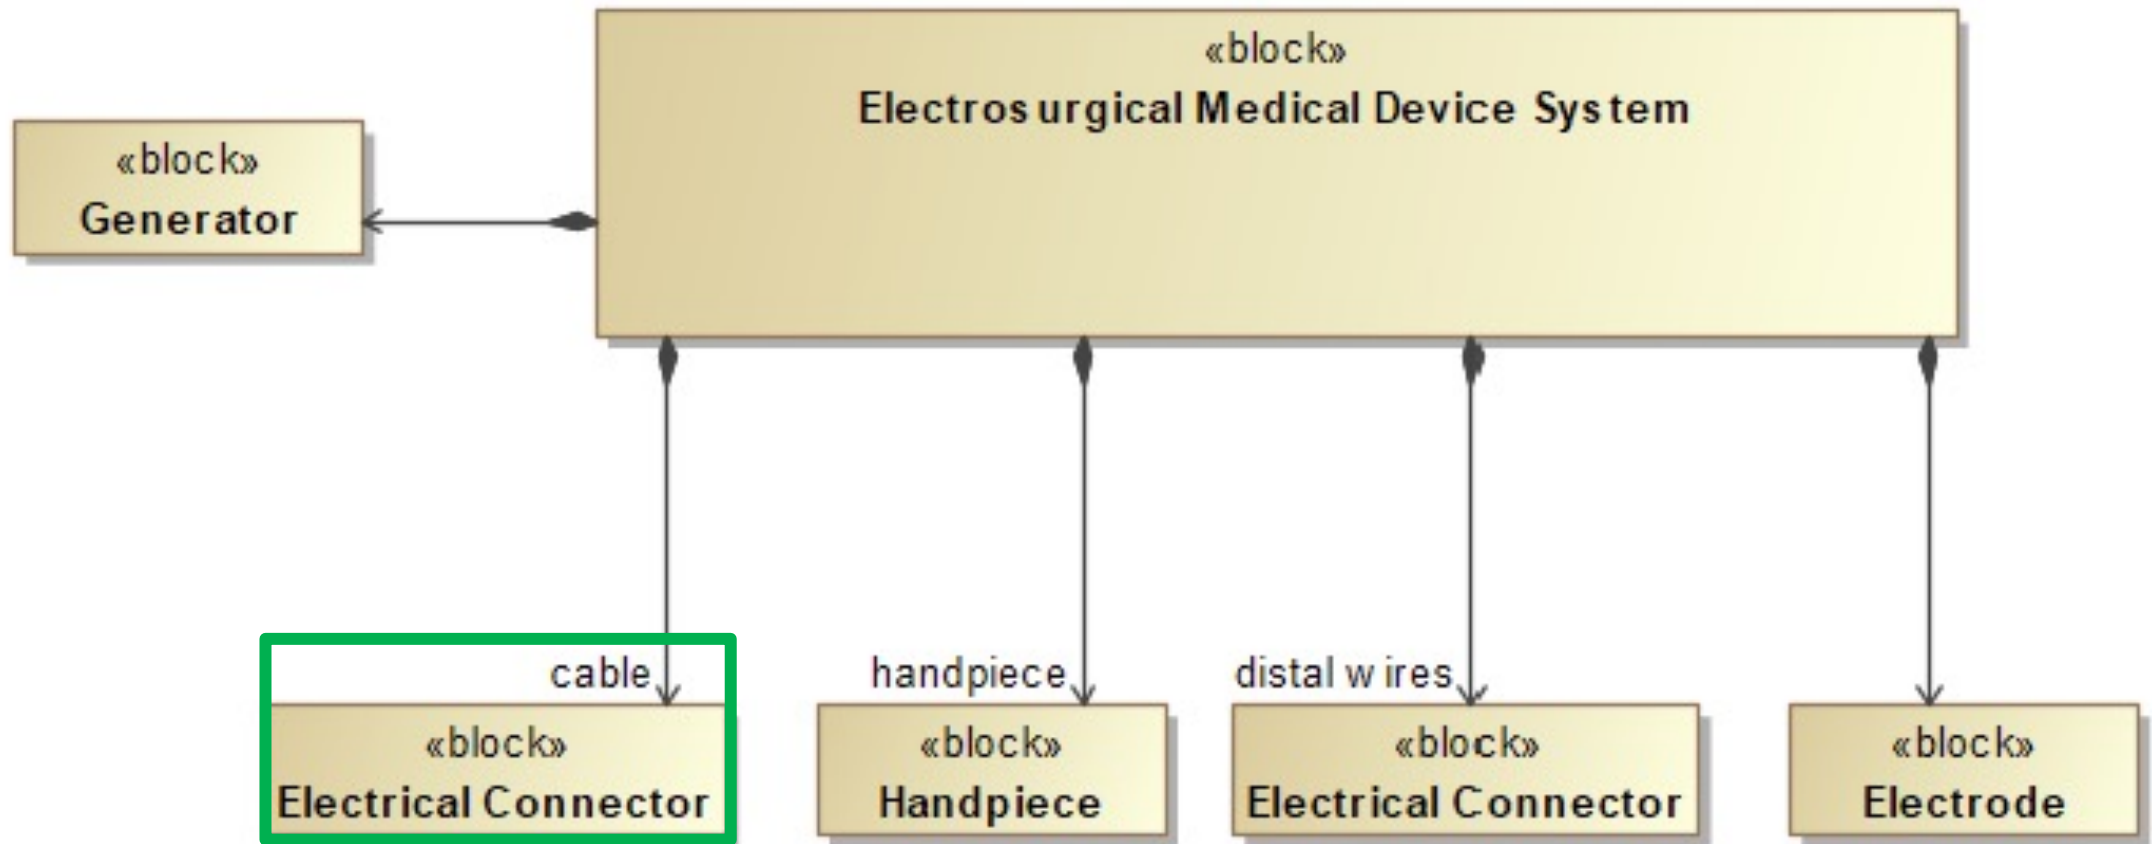 «block»
Electrosurgical Medical Device System
«block»
Generator
cable
handpiece
distal wires
«block»
Electrical Connector
«block»
Handpiece
«block»
Electrical Connector
«block»
Electrode